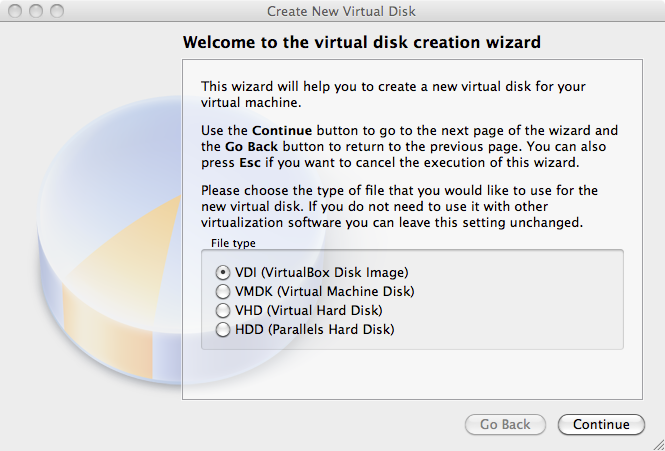 Create New Virtual Disk
Welcome to the virtual disk creation wizard
This wizard will help you to create a new virtual disk for your
virtual machine.
Use the Continue button to go to the next page of the wizard and
the Go Back button to return to the previous page. You can also
press Esc if you want to cancel the execution of this wizard.
Please choose the type of file that you would like to use for the
new virtual disk. If you do not need to use it with other
virtualization software you can leave this setting unchanged.
File type
VDI (VirtualBox Disk Image)
VMDK (Virtual Machine Disk)
VHD (Virtual Hard Disk)
HDD (Parallels Hard Disk)
Go Back
Continue